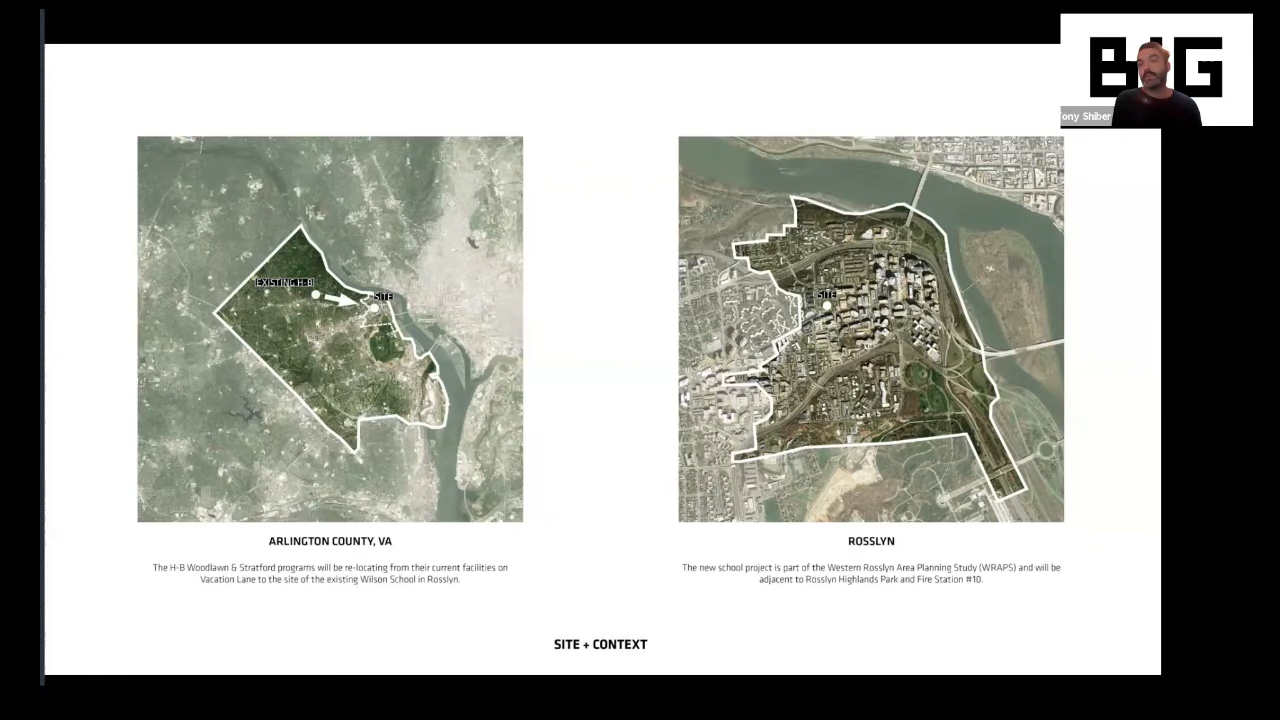 BIG
ony Shiber
EXISTING H-B
SITE
SITE
ARLINGTON COUNTY, VA
The H-B Woodlawn & Stratford programs will be re-locating from their current facilities on
Vacation Lane to the site of the existing Wilson School in Rosslyn.
ROSSLYN
The new school project is part of the Western Rosslyn Area Planning Study (WRAPS) and will be
adjacent to Rosslyn Highlands Park and Fire Station #10.
SITE + CONTEXT